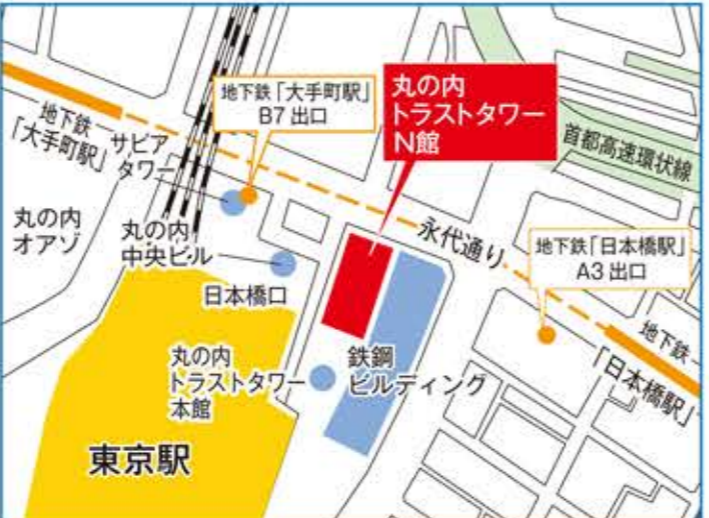 地下鉄「大手町駅」
B7 出口
丸の内
トラストタワー
N館
首都高速環状線
地下鉄
「大手町駅」
サピア
タワー
永代通り
丸の内
オアゾ
丸の内
中央ビル
地下鉄「日本橋駅」
A3 出口
日本橋口
地下鉄
「日本橋駅」
丸の内
トラストタワー
本館
鉄鋼
ビルディング
東京駅